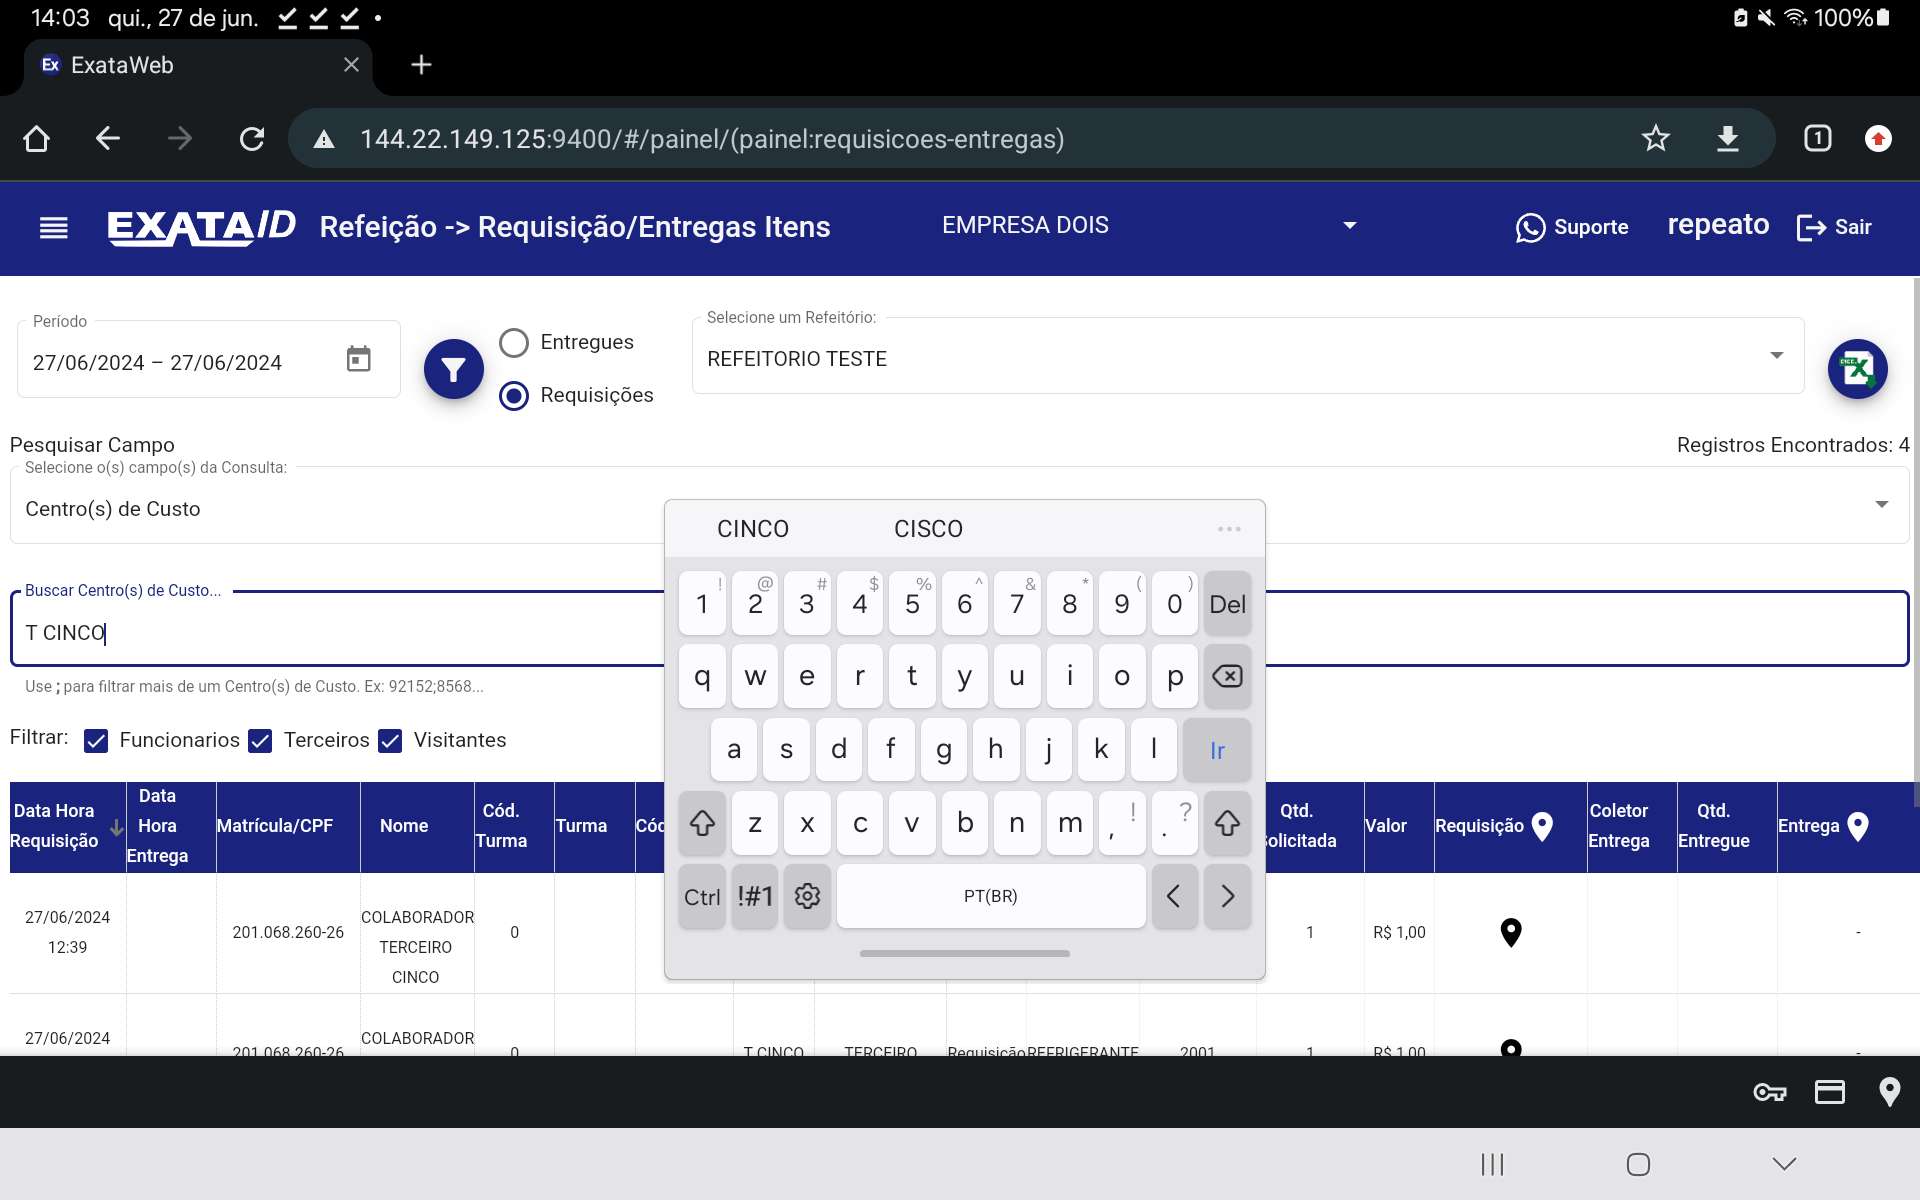 14:03 qui., 27 de jun. 100%
Ex ExataWeb
144.22.149.125:9400/#/painel/(painel:requisicoes-entregas) 1
EXATA ID Refeição -> Requisição/Entregas Itens EMPRESA DOIS Suporte repeato Sair
Período
27/06/2024 – 27/06/2024
Entregues
Requisições
Selecione um Refeitório:
REFEITORIO TESTE
Pesquisar Campo
Registros Encontrados: 4
Selecione o(s) campo(s) da Consulta:
Centro(s) de Custo
Buscar Centro(s) de Custo...
T CINCO
Use ; para filtrar mais de um Centro(s) de Custo. Ex: 92152;8568...
Filtrar: Funcionarios Terceiros Visitantes
CINCO CISCO ...
! @ # $ % ^ & * ( )
1 2 3 4 5 6 7 8 9 0 Del
q w e r t y u i o p
a s d f g h j k l Ir
z x c v b n m , ! . ?
Ctrl !#1 PT(BR) < >
Data Hora Requisição
Data Hora Entrega
Matrícula/CPF
Nome
Cód. Turma
Turma
Cód
Qtd. Solicitada
Valor
Requisição
Coletor Entrega
Qtd. Entregue
Entrega
27/06/2024 12:39
201.068.260-26
COLABORADOR TERCEIRO CINCO
0
1
R$ 1,00
-
27/06/2024
201.068.260-26
COLABORADOR
0
T CINCO
TERCEIRO
Requisição
REFRIGERANTE
2001
1
R$ 1,00
-